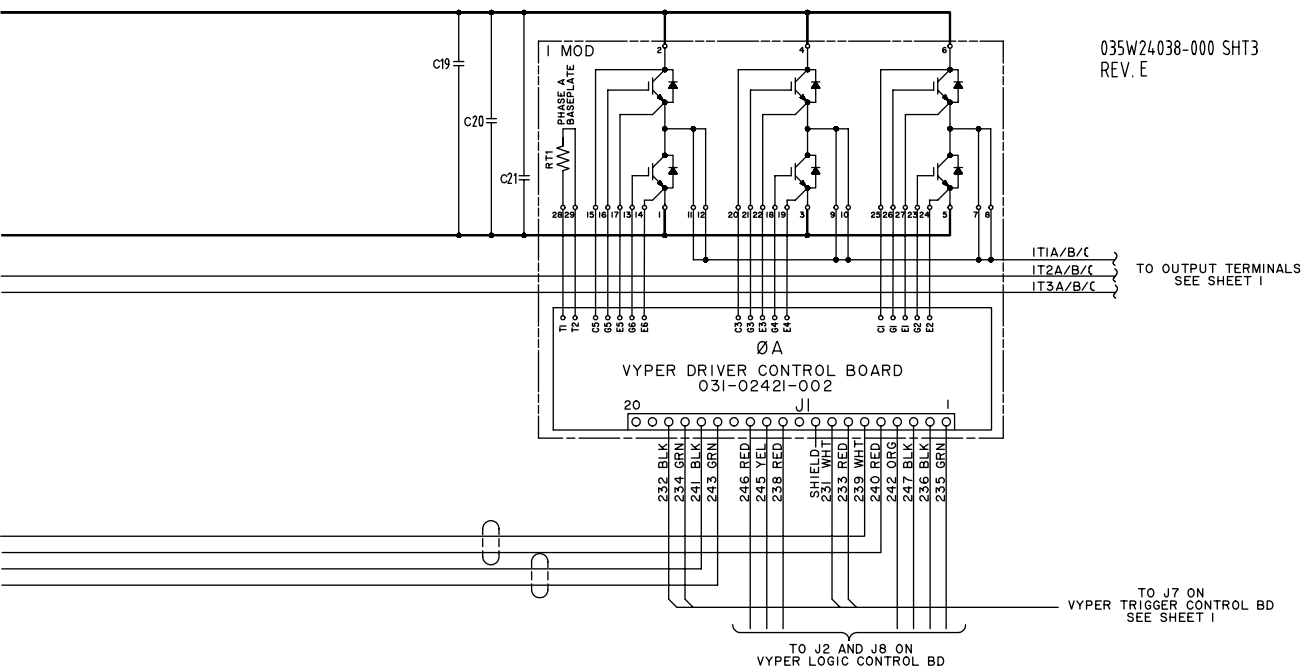 035W24038-000 SHT3
REV. E
1 MOD
C19
C20
C21
PHASE A
BASEPLATE
RT1
2
4
6
28 29 15 16 17 13 14 1 11 12
20 21 22 18 19 3 9 10
25 26 27 23 24 5 7 8
1T1A/B/C
1T2A/B/C
1T3A/B/C
TO OUTPUT TERMINALS
SEE SHEET 1
T1 T2 C5 G5 E5 G6 E6
C3 G3 E3 G4 E4
C1 G1 E1 G2 E2
ØA
VYPER DRIVER CONTROL BOARD
031-02421-002
20 J1 1
232 BLK
234 GRN
241 BLK
243 GRN
246 RED
245 YEL
238 RED
SHIELD
231 WHT
233 RED
239 WHT
240 RED
242 ORG
247 BLK
236 BLK
235 GRN
TO J7 ON
VYPER TRIGGER CONTROL BD
SEE SHEET 1
TO J2 AND J8 ON
VYPER LOGIC CONTROL BD